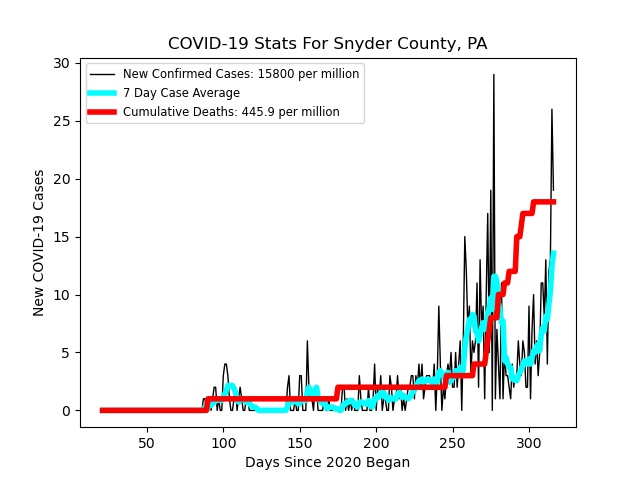 COVID-19 Stats For Snyder County, PA
New Confirmed Cases: 15800 per million
7 Day Case Average
Cumulative Deaths: 445.9 per million
New COVID-19 Cases
30
25
20
15
10
5
0
50 100 150 200 250 300
Days Since 2020 Began